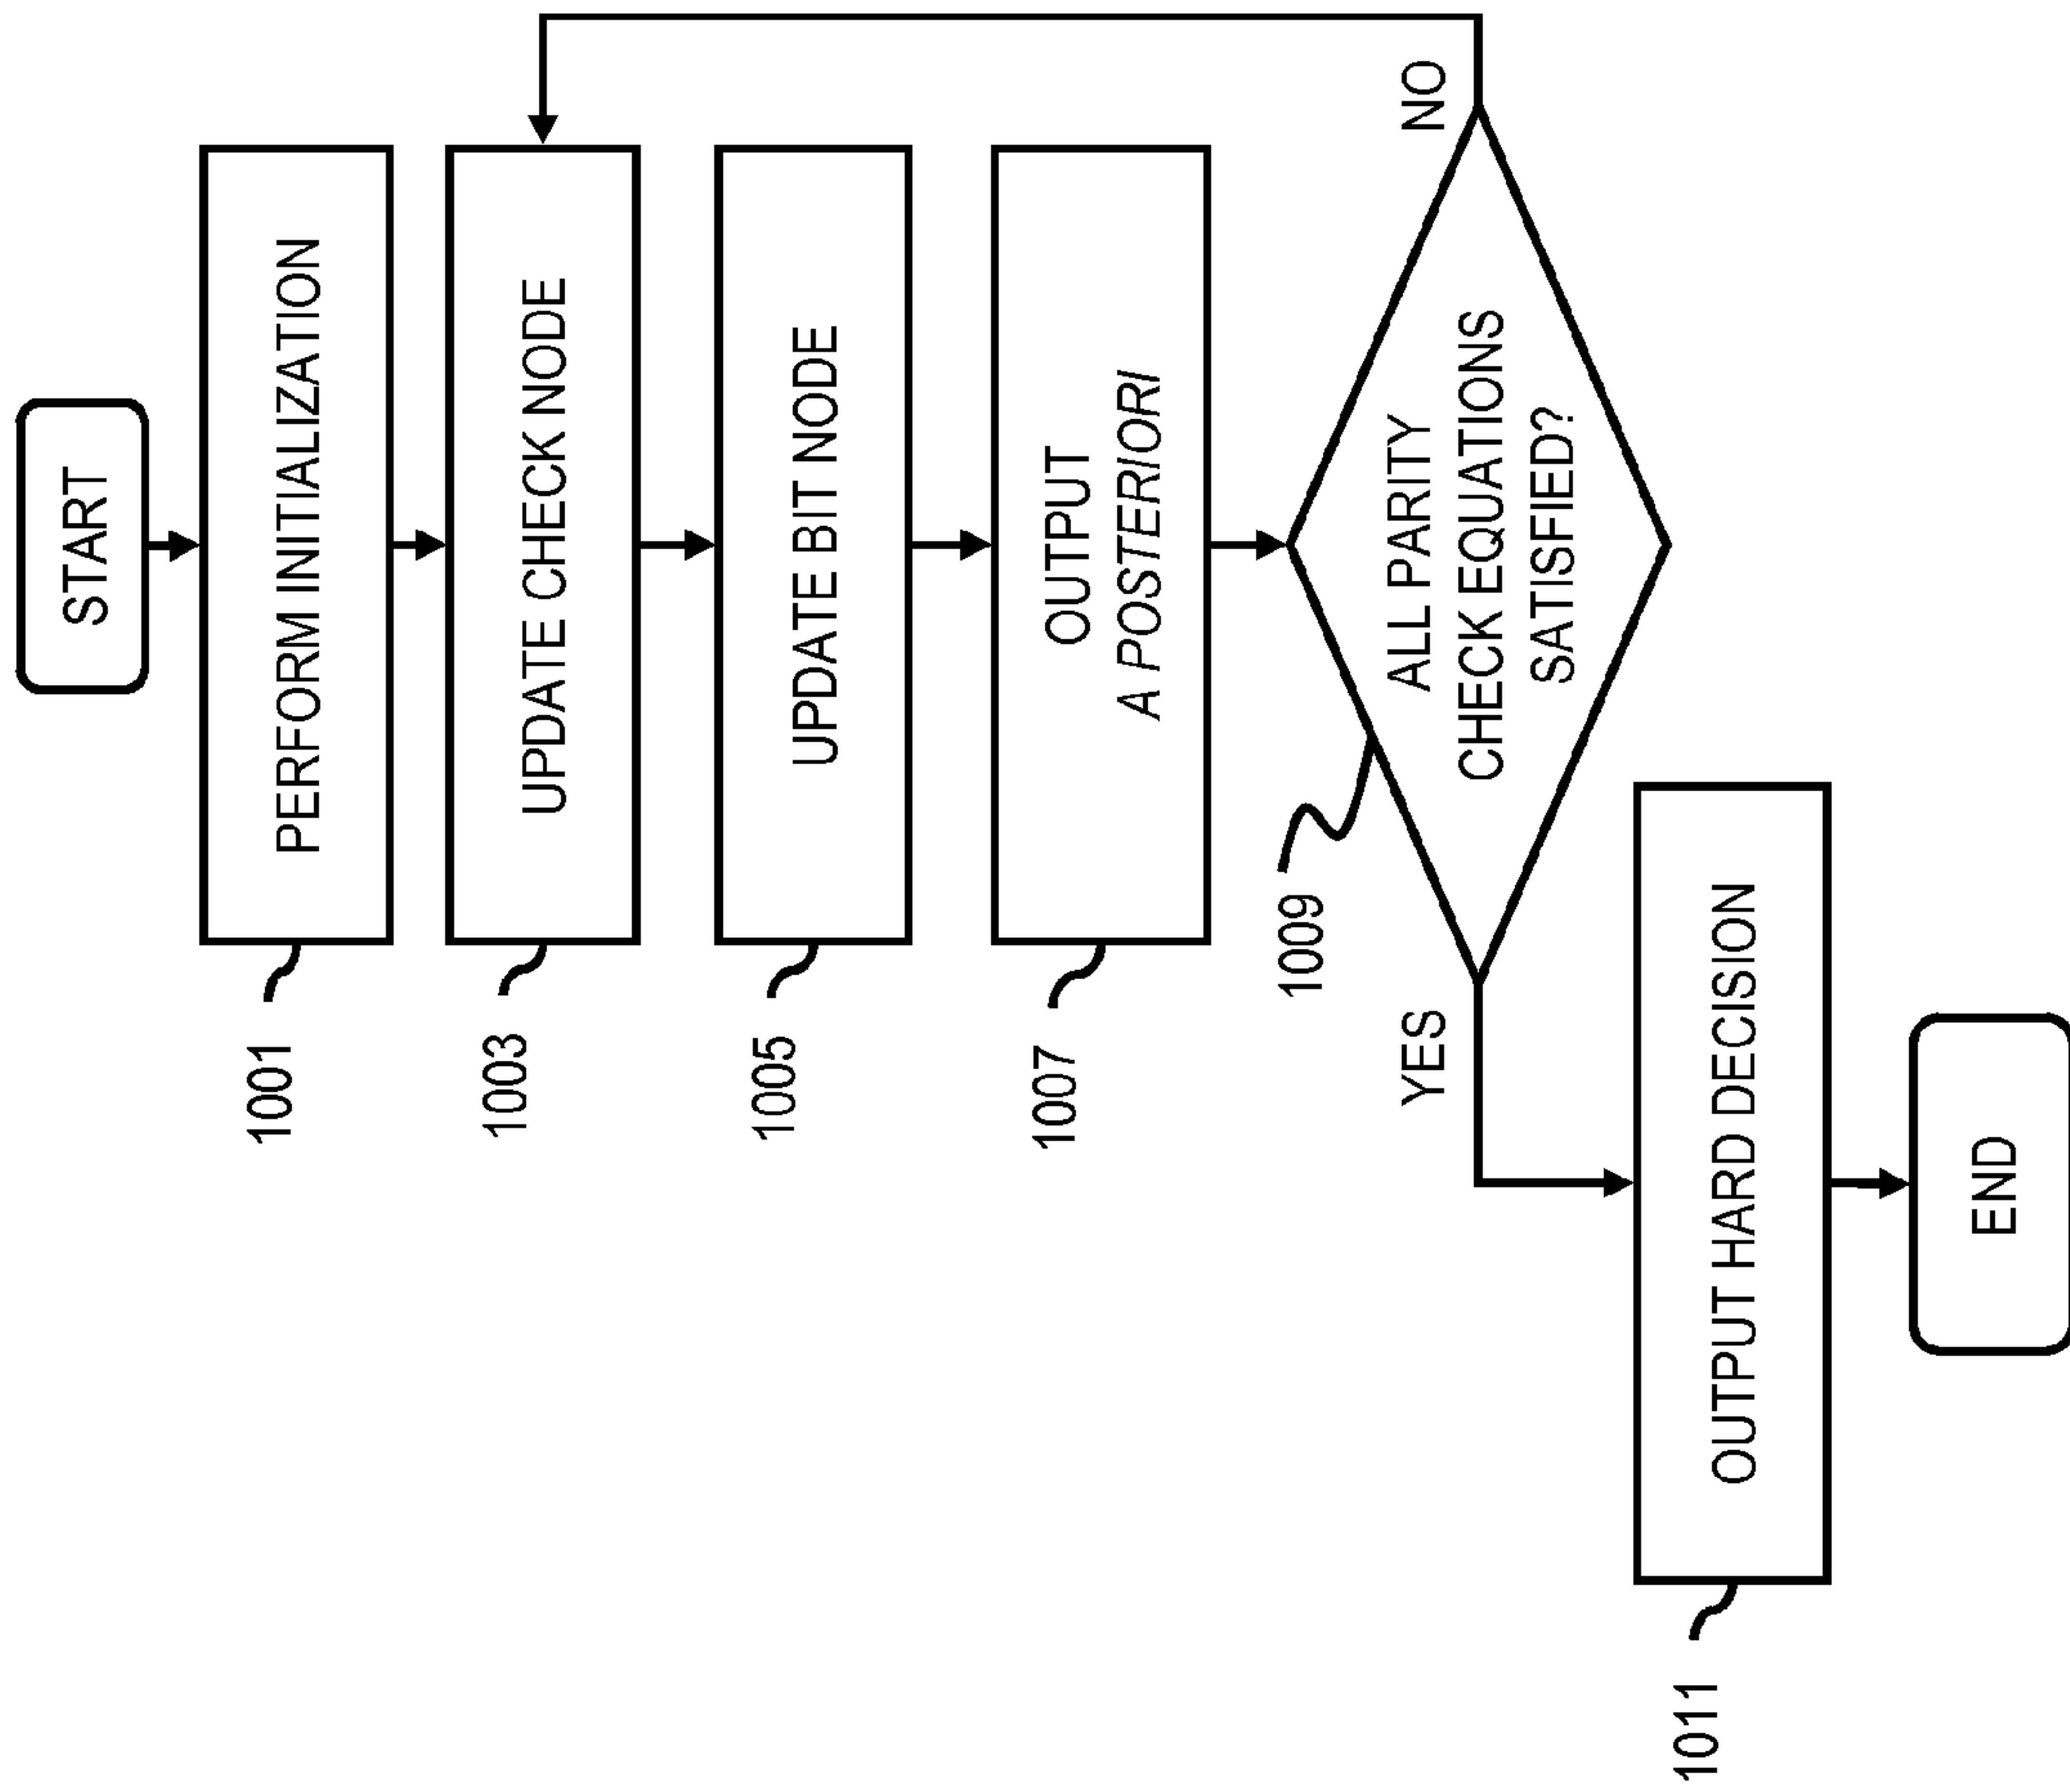 START
PERFORM INITIALIZATION
1001
UPDATE CHECK NODE
1003
UPDATE BIT NODE
1005
OUTPUT
A POSTERIORI
1007
ALL PARITY
CHECK EQUATIONS
SATISFIED?
1009
NO
YES
OUTPUT HARD DECISION
1011
END